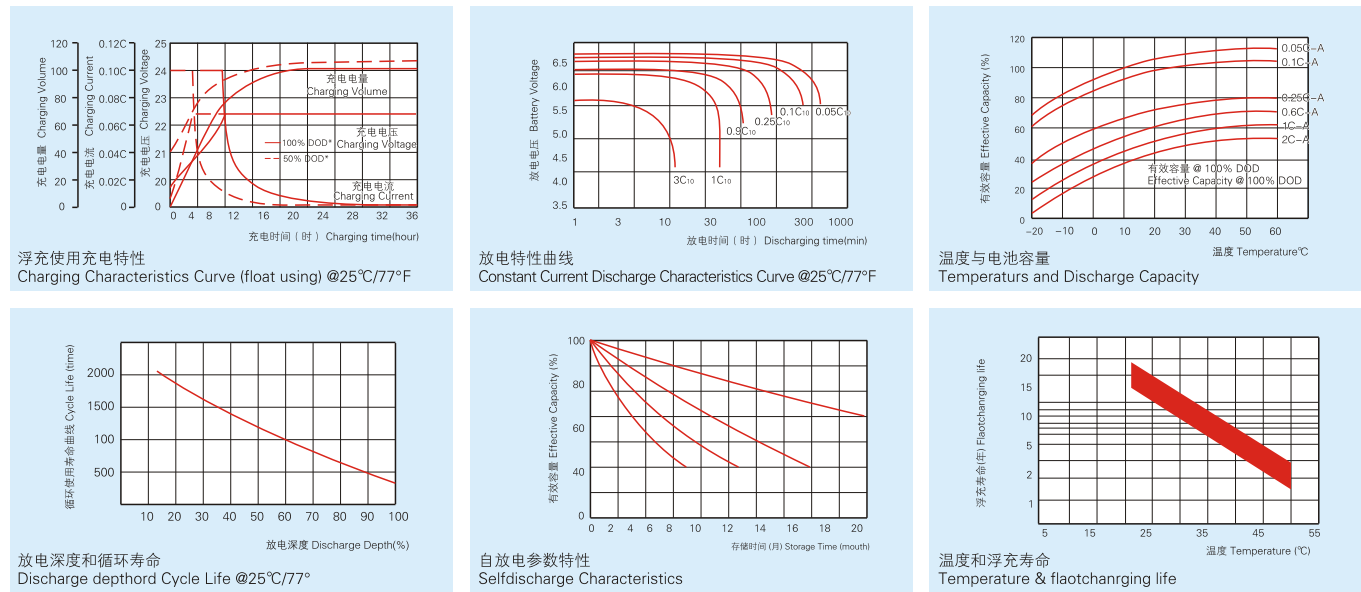 120
100
80
60
40
20
0
充电电量 Charging Volume
0.12C
0.10C
0.08C
0.6C
0.04C
0.02C
0
充电电流 Charging Current
25
24
23
22
21
20
0
充电电压 Charging Voltage
充电电量
Charging Volume
充电电压
100% DOD*
Charging Voltage
50% DOD*
充电电流
Charging Current
0 4 8 12 16 20 24 28 32 36
充电时间（时）Charging time(hour)
浮充使用充电特性
Charging Characteristics Curve (float using) @25℃/77°F
放电电压 Battery Voltage
6.5
6.0
5.5
5.0
4.5
4.0
3.5
3C10
1C10
0.9C10
0.25C10
0.1C10
0.05C10
1 3 10 30 100 300 1000
放电时间（时）Discharging time(min)
放电特性曲线
Constant Current Discharge Characteristics Curve @25℃/77°F
有效容量 Effective Capacity (%)
120
100
80
60
40
20
0
0.05C-A
0.1C-A
0.25C-A
0.6C-A
1C-A
2C-A
有效容量 @ 100% DOD
Effective Capacity @ 100% DOD
-20 -10 0 10 20 30 40 50 60
温度 Temperature℃
温度与电池容量
Temperaturs and Discharge Capacity
循环使用寿命曲线 Cycle Life (time)
2000
1500
100
500
10 20 30 40 50 60 70 80 90 100
放电深度 Discharge Depth(%)
放电深度和循环寿命
Discharge depthord Cycle Life @25℃/77°
有效容量 Effective Capacity (%)
100
80
60
40
0
0 2 4 6 8 10 12 14 16 18 20
存储时间 (月) Storage Time (mouth)
自放电参数特性
Selfdischarge Characteristics
浮充寿命(年) Flaotchanrging life
20
15
10
5
2
1
5 15 15 25 35 45 55
温度 Temperature (℃)
温度和浮充寿命
Temperature & flaotchanrging life